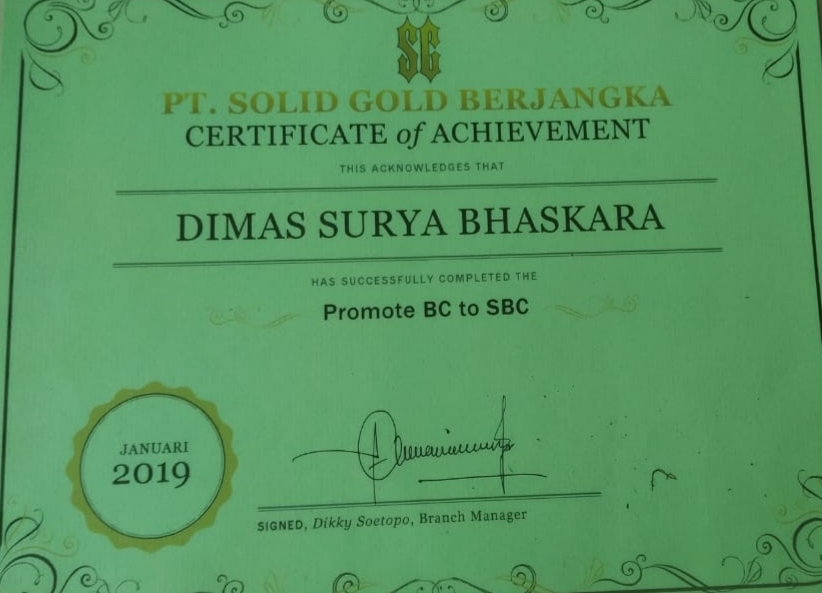 SG
PT. SOLID GOLD BERJANGKA
CERTIFICATE of ACHIEVEMENT
THIS ACKNOWLEDGES THAT
DIMAS SURYA BHASKARA
HAS SUCCESSFULLY COMPLETED THE
Promote BC to SBC
JANUARI
2019
SIGNED, Dikky Soetopo, Branch Manager